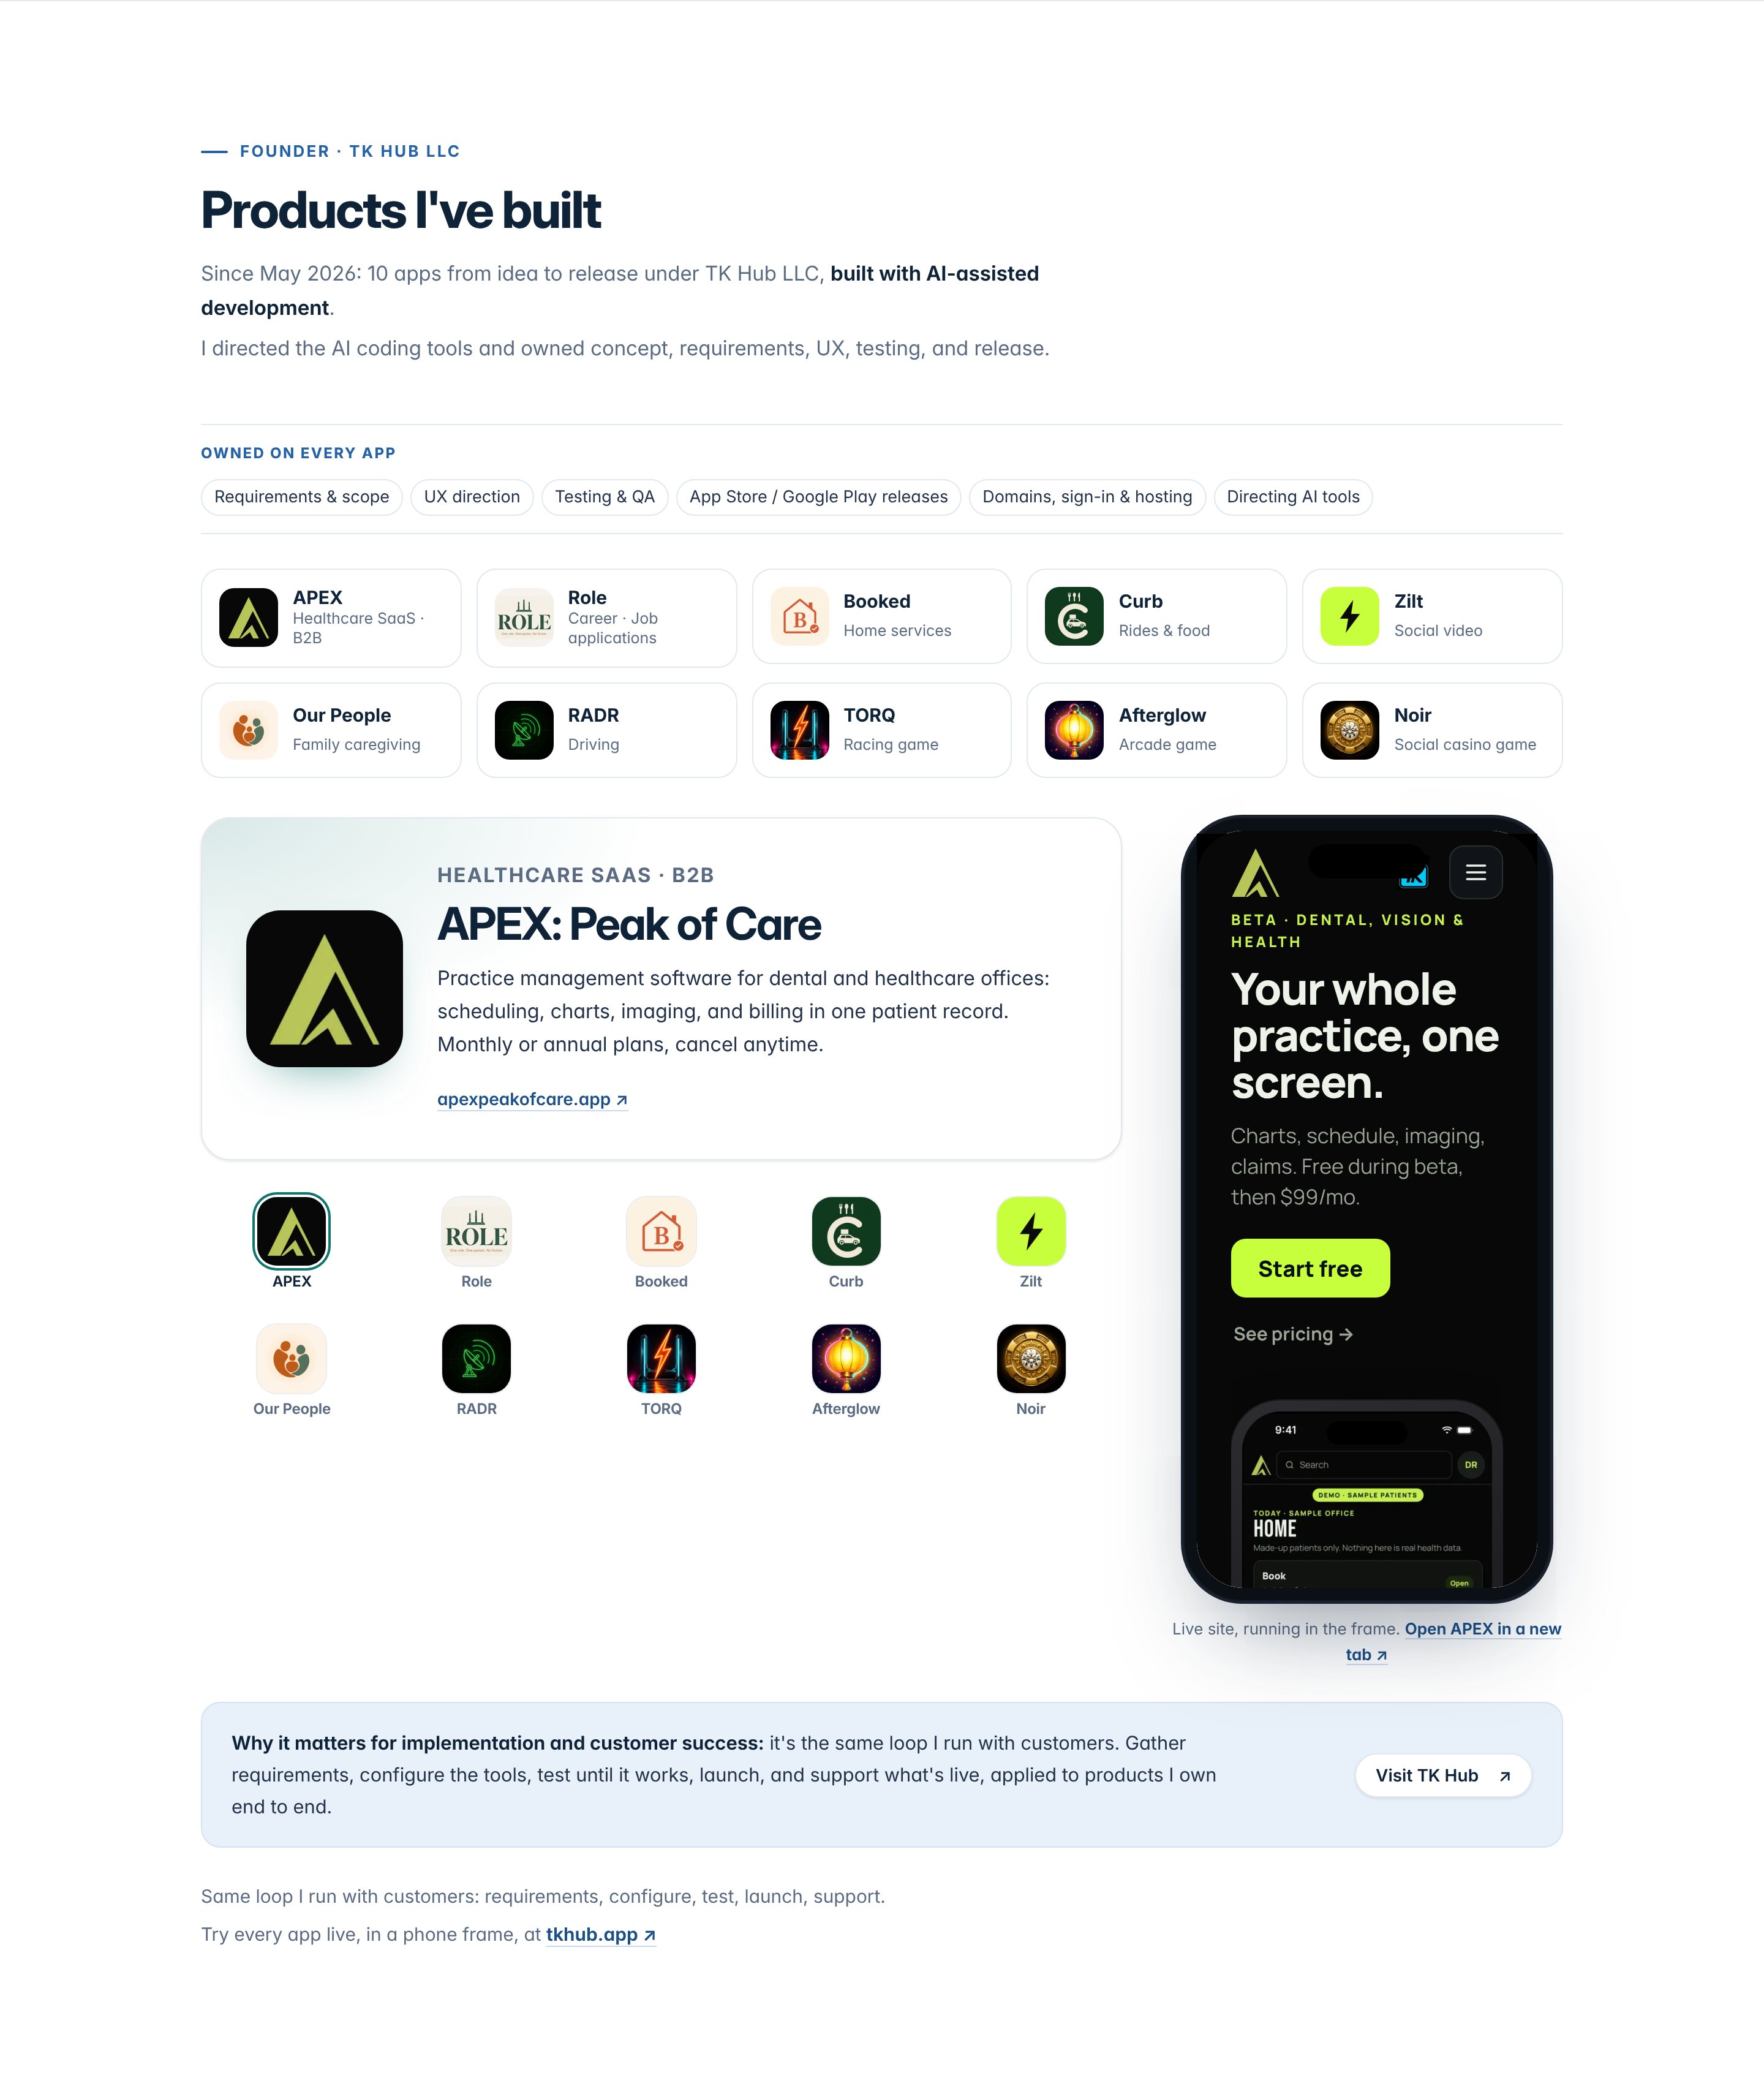 FOUNDER · TK HUB LLC
Products I've built
Since May 2026: 10 apps from idea to release under TK Hub LLC, built with AI-assisted
development.
I directed the AI coding tools and owned concept, requirements, UX, testing, and release.
OWNED ON EVERY APP
Requirements & scope
UX direction
Testing & QA
App Store / Google Play releases
Domains, sign-in & hosting
Directing AI tools
APEX
Healthcare SaaS ·
B2B
ROLE
Role
Career · Job
applications
B
Booked
Home services
Curb
Rides & food
Zilt
Social video
Our People
Family caregiving
RADR
Driving
TORQ
Racing game
Afterglow
Arcade game
Noir
Social casino game
HEALTHCARE SAAS · B2B
APEX: Peak of Care
Practice management software for dental and healthcare offices:
scheduling, charts, imaging, and billing in one patient record.
Monthly or annual plans, cancel anytime.
apexpeakofcare.app ↗
APEX
ROLE
Role
B
Booked
Curb
Zilt
Our People
RADR
TORQ
Afterglow
Noir
BETA · DENTAL, VISION &
HEALTH
Your whole
practice, one
screen.
Charts, schedule, imaging,
claims. Free during beta,
then $99/mo.
Start free
See pricing →
9:41
Search
DR
DEMO · SAMPLE PATIENTS
TODAY · SAMPLE OFFICE
HOME
Made-up patients only. Nothing here is real health data.
Book
Open
Live site, running in the frame. Open APEX in a new
tab ↗
Why it matters for implementation and customer success: it's the same loop I run with customers. Gather
requirements, configure the tools, test until it works, launch, and support what's live, applied to products I own
end to end.
Visit TK Hub ↗
Same loop I run with customers: requirements, configure, test, launch, support.
Try every app live, in a phone frame, at tkhub.app ↗